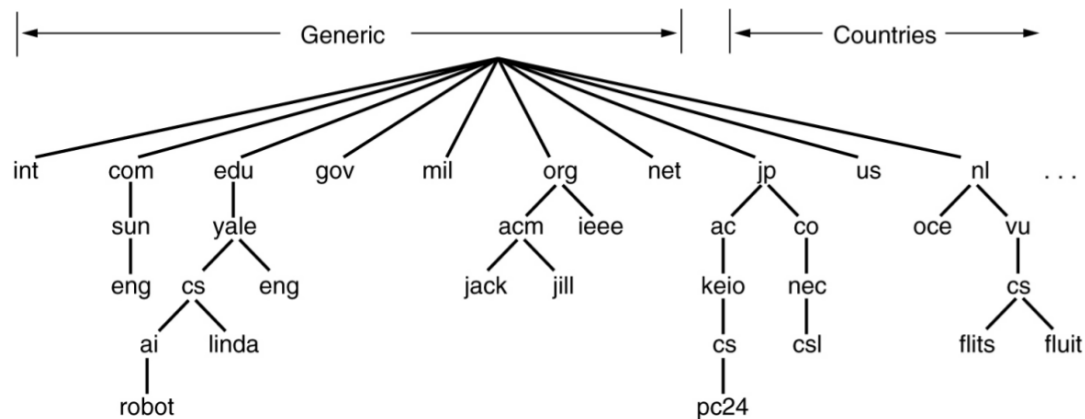 Generic Countries
int com edu gov mil org net jp us nl . . .
sun yale acm ieee ac co oce vu
eng cs eng jack jill keio nec cs
ai linda cs csl flits fluit
robot pc24